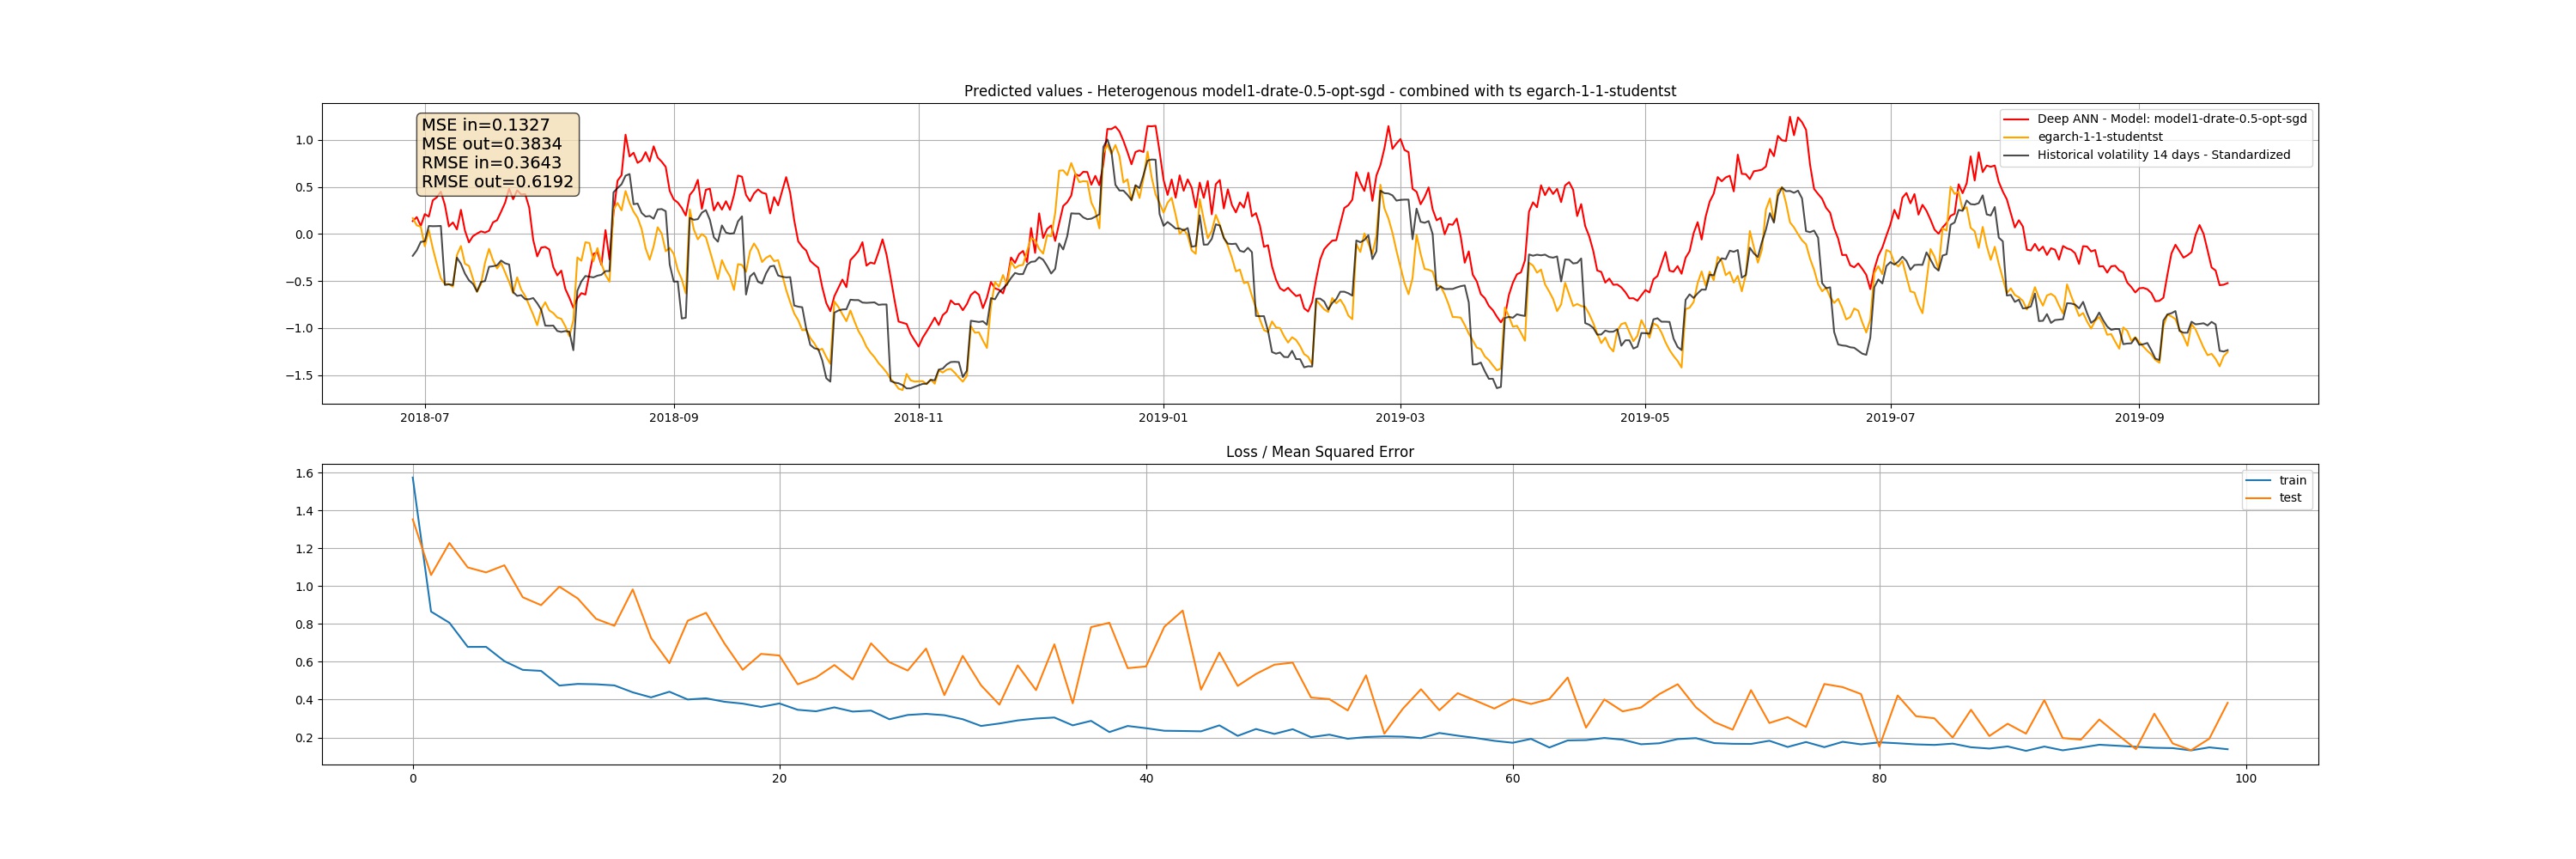 Predicted values - Heterogenous model1-drate-0.5-opt-sgd - combined with ts egarch-1-1-studentst
MSE in=0.1327
MSE out=0.3834
RMSE in=0.3643
RMSE out=0.6192
Deep ANN - Model: model1-drate-0.5-opt-sgd
egarch-1-1-studentst
Historical volatility 14 days - Standardized
1.0
0.5
0.0
−0.5
−1.0
−1.5
2018-07 2018-09 2018-11 2019-01 2019-03 2019-05 2019-07 2019-09
Loss / Mean Squared Error
train
test
1.6
1.4
1.2
1.0
0.8
0.6
0.4
0.2
0 20 40 60 80 100